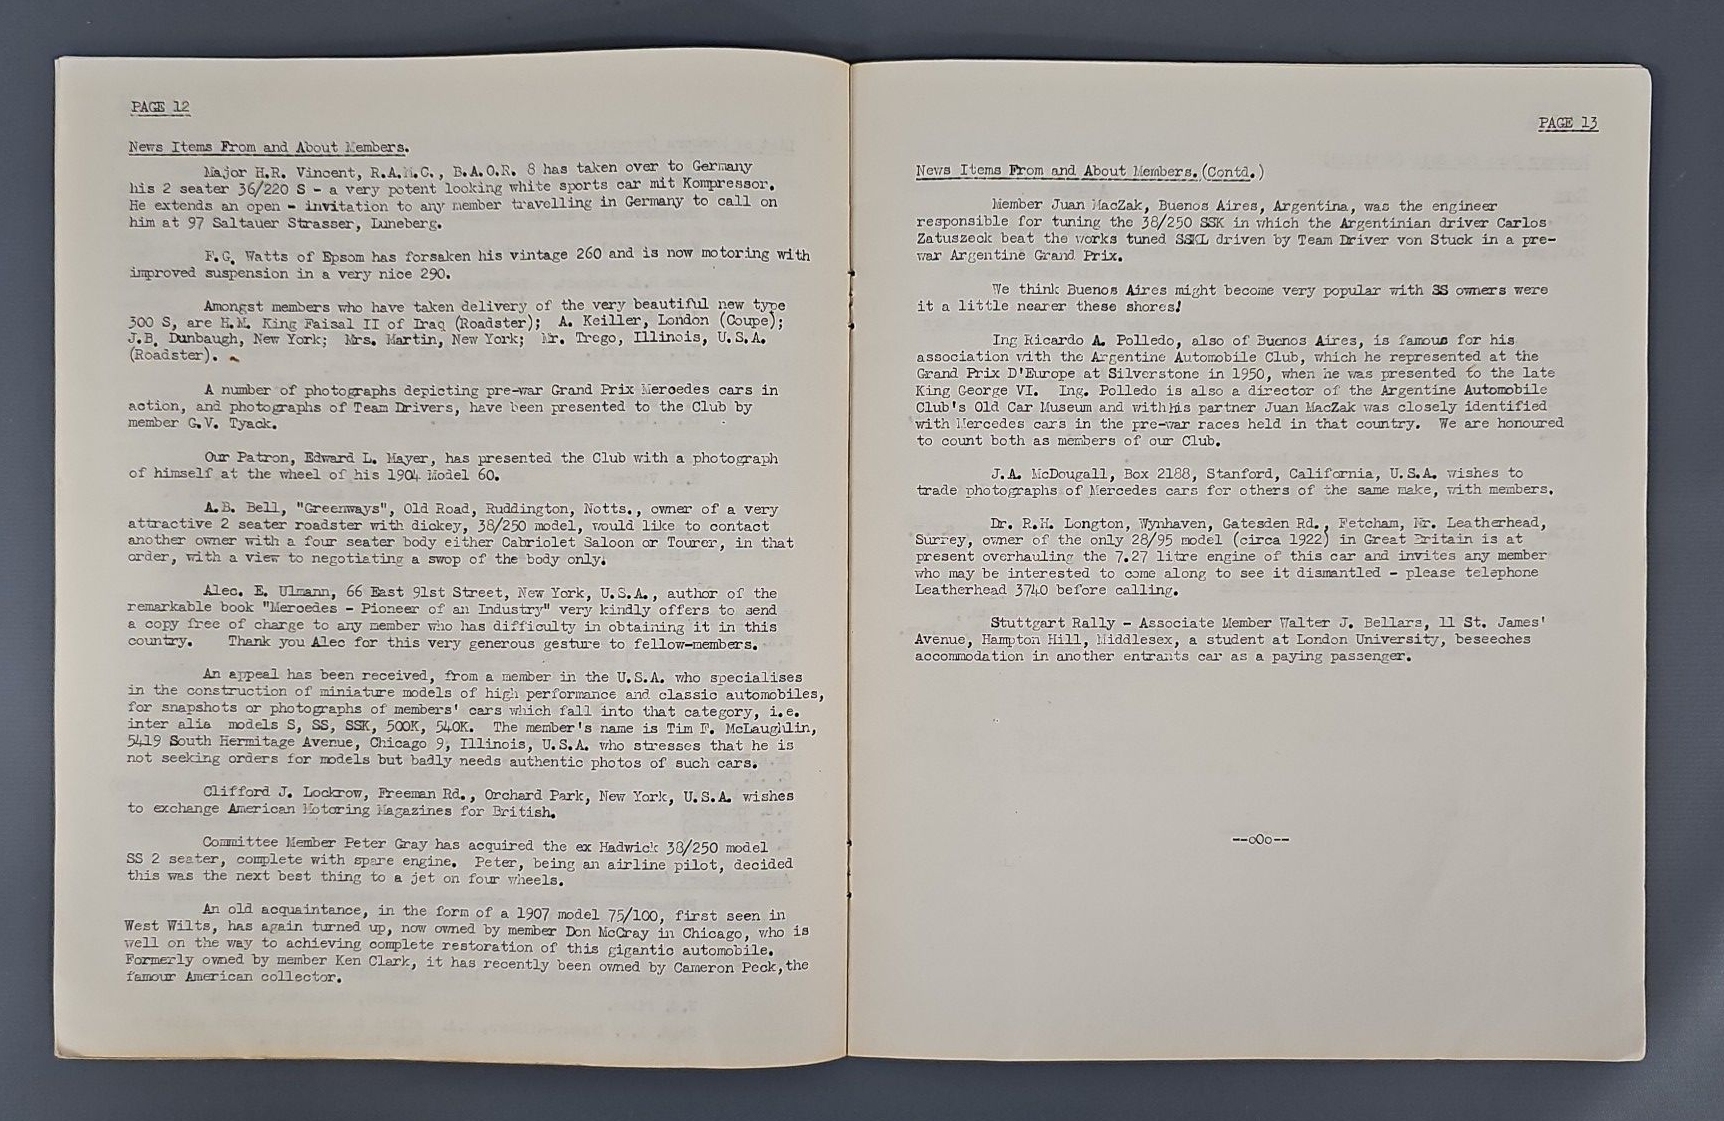 PAGE 12
News Items From and About Members.
Major H.R. Vincent, R.A.M.C., B.A.O.R. 8 has taken over to Germany
his 2 seater 36/220 S - a very potent looking white sports car mit Kompressor.
He extends an open - invitation to any member travelling in Germany to call on
him at 97 Saltauer Strasser, Luneberg.
F.G. Watts of Epsom has forsaken his vintage 260 and is now motoring with
improved suspension in a very nice 290.
Amongst members who have taken delivery of the very beautiful new type
300 S, are H.M. King Faisal II of Iraq (Roadster); A. Keiller, London (Coupe);
J.B. Dunbaugh, New York; Mrs. Martin, New York; Mr. Trego, Illinois, U.S.A.
(Roadster).
A number of photographs depicting pre-war Grand Prix Mercedes cars in
action, and photographs of Team Drivers, have been presented to the Club by
member G.V. Tyack.
Our Patron, Edward L. Mayer, has presented the Club with a photograph
of himself at the wheel of his 1904 Model 60.
A.B. Bell, "Greenways", Old Road, Ruddington, Notts., owner of a very
attractive 2 seater roadster with dickey, 38/250 model, would like to contact
another owner with a four seater body either Cabriolet Saloon or Tourer, in that
order, with a view to negotiating a swop of the body only.
Alec. E. Ulmann, 66 East 91st Street, New York, U.S.A., author of the
remarkable book "Mercedes - Pioneer of an Industry" very kindly offers to send
a copy free of charge to any member who has difficulty in obtaining it in this
country. Thank you Alec for this very generous gesture to fellow-members.
An appeal has been received, from a member in the U.S.A. who specialises
in the construction of miniature models of high performance and classic automobiles,
for snapshots or photographs of members' cars which fall into that category, i.e.
inter alia models S, SS, SSK, 500K, 540K. The member's name is Tim F. McLaughlin,
5419 South Hermitage Avenue, Chicago 9, Illinois, U.S.A. who stresses that he is
not seeking orders for models but badly needs authentic photos of such cars.
Clifford J. Lockrow, Freeman Rd., Orchard Park, New York, U.S.A. wishes
to exchange American Motoring Magazines for British.
Committee Member Peter Gray has acquired the ex Hadwick 38/250 model
SS 2 seater, complete with spare engine. Peter, being an airline pilot, decided
this was the next best thing to a jet on four wheels.
An old acquaintance, in the form of a 1907 model 75/100, first seen in
West Wilts, has again turned up, now owned by member Don McCray in Chicago, who is
well on the way to achieving complete restoration of this gigantic automobile.
Formerly owned by member Ken Clark, it has recently been owned by Cameron Peck, the
famour American collector.
PAGE 13
News Items From and About Members.(Contd.)
Member Juan MacZak, Buenos Aires, Argentina, was the engineer
responsible for tuning the 38/250 SSK in which the Argentinian driver Carlos
Zatuszeck beat the works tuned SSKL driven by Team Driver von Stuck in a pre-
war Argentine Grand Prix.
We think Buenos Aires might become very popular with SS owners were
it a little nearer these shores!
Ing Ricardo A. Polledo, also of Buenos Aires, is famous for his
association with the Argentine Automobile Club, which he represented at the
Grand Prix D'Europe at Silverstone in 1950, when he was presented to the late
King George VI. Ing. Polledo is also a director of the Argentine Automobile
Club's Old Car Museum and withhis partner Juan MacZak was closely identified
with Mercedes cars in the pre-war races held in that country. We are honoured
to count both as members of our Club.
J.A. McDougall, Box 2188, Stanford, California, U.S.A. wishes to
trade photographs of Mercedes cars for others of the same make, with members.
Dr. R.H. Longton, Wynhaven, Gatesden Rd., Fetcham, Nr. Leatherhead,
Surrey, owner of the only 28/95 model (circa 1922) in Great Britain is at
present overhauling the 7.27 litre engine of this car and invites any member
who may be interested to come along to see it dismantled - please telephone
Leatherhead 3740 before calling.
Stuttgart Rally - Associate Member Walter J. Bellars, 11 St. James'
Avenue, Hampton Hill, Middlesex, a student at London University, beseeches
accommodation in another entrants car as a paying passenger.
--oOo--